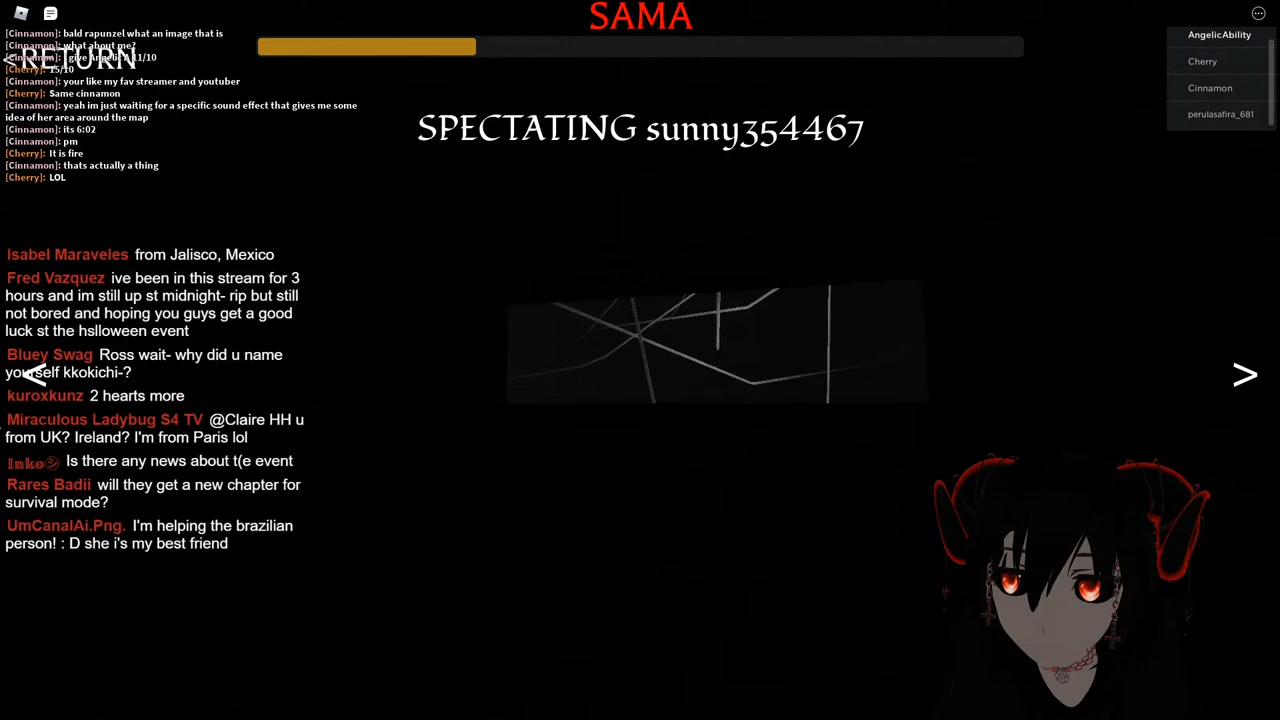 SAMA
[Cinnamon]: bald rapunzel what an image that is
[Cinnamon]: what about me?
[Cinnamon]: i give Angelic A 11/10
[Cherry]: 15/10
<RETURN
[Cinnamon]: your like my fav streamer and youtuber
[Cherry]: Same cinnamon
[Cinnamon]: yeah im just waiting for a specific sound effect that gives me some
idea of her area around the map
[Cinnamon]: its 6:02
[Cinnamon]: pm
[Cherry]: It is fire
[Cinnamon]: thats actually a thing
[Cherry]: LOL
SPECTATING sunny354467
AngelicAbility
Cherry
Cinnamon
perulasafira_681
Isabel Maraveles from Jalisco, Mexico
Fred Vazquez ive been in this stream for 3
hours and im still up st midnight- rip but still
not bored and hoping you guys get a good
luck st the hslloween event
Bluey Swag Ross wait- why did u name
yourself kkokichi-?
kuroxkunz 2 hearts more
Miraculous Ladybug S4 TV @Claire HH u
from UK? Ireland? I'm from Paris lol
𝕀𝕟𝕜𝕠㋛ Is there any news about t(e event
Rares Badii will they get a new chapter for
survival mode?
UmCanalAi.Png. I'm helping the brazilian
person! : D she i's my best friend
<
>